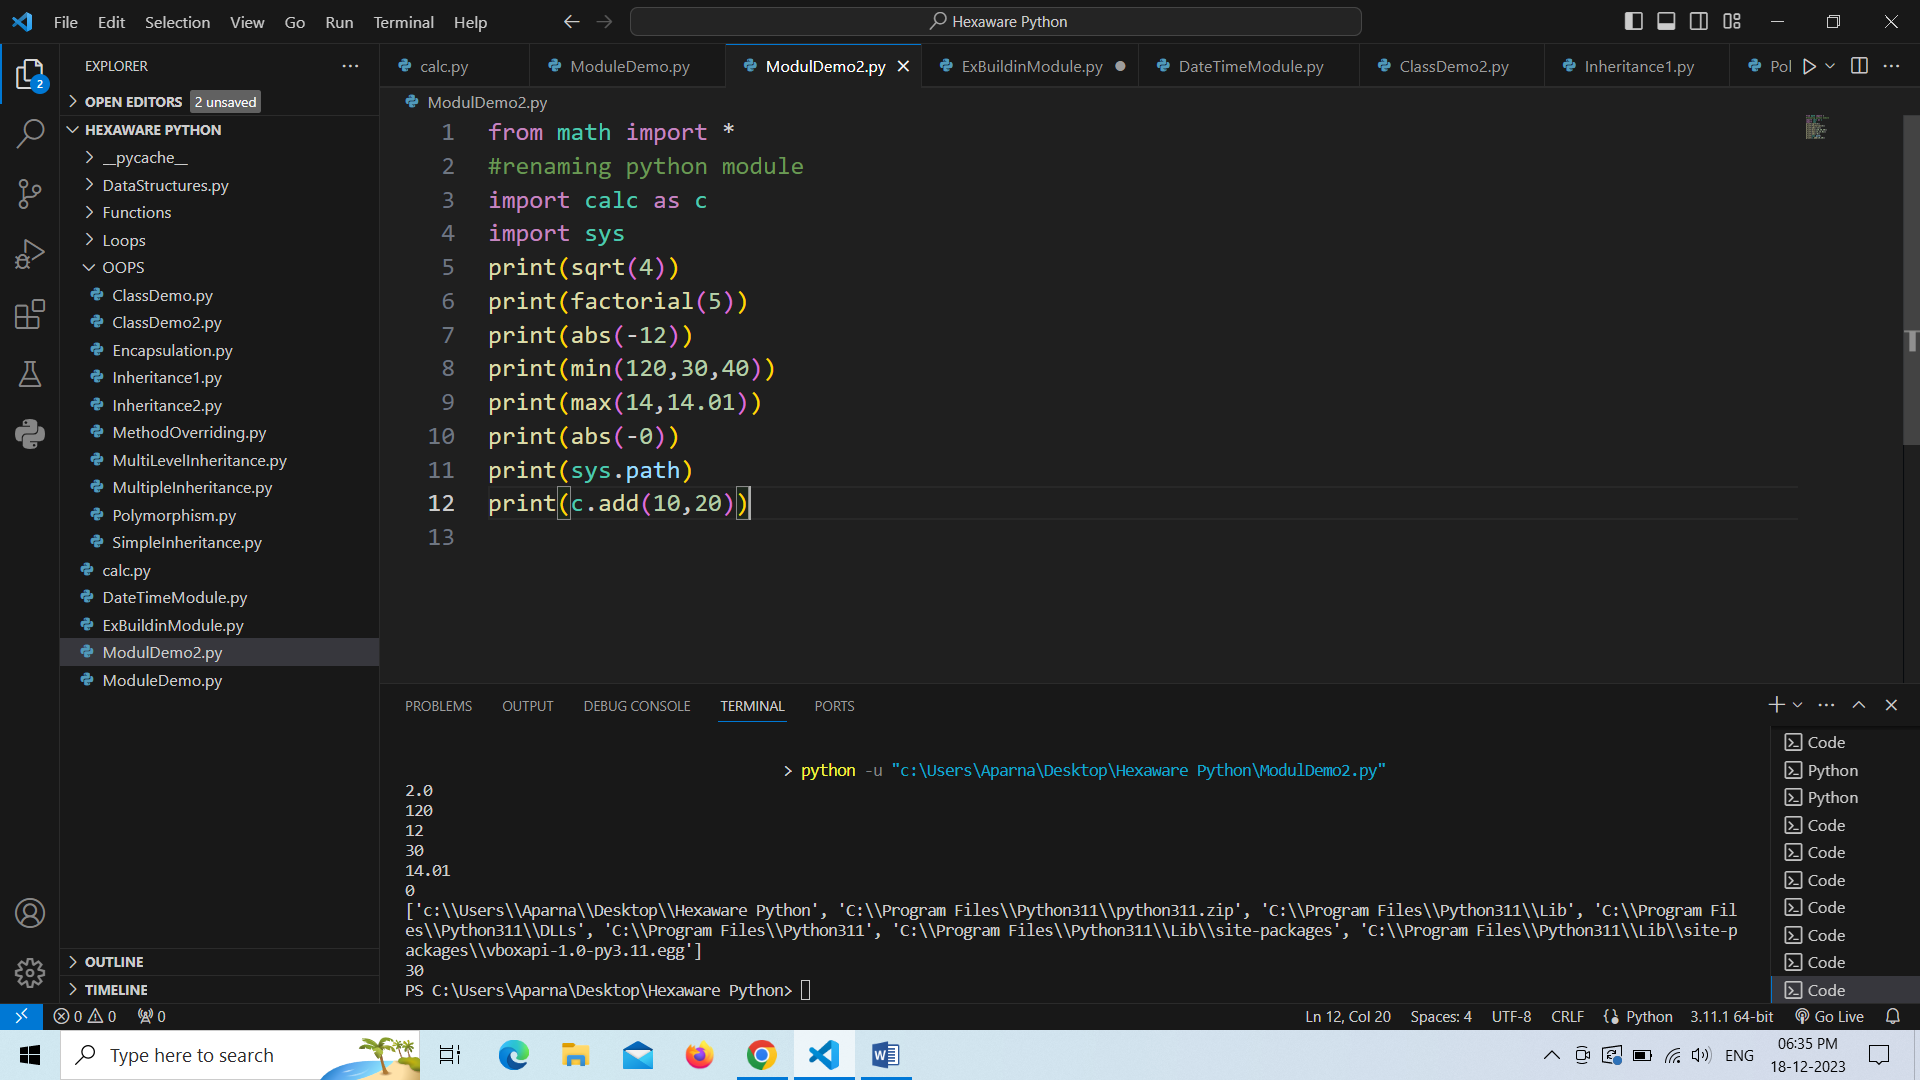 File Edit Selection View Go Run Terminal Help
Hexaware Python
EXPLORER
calc.py ModuleDemo.py ModulDemo2.py ExBuildinModule.py DateTimeModule.py ClassDemo2.py Inheritance1.py Pol
2
OPEN EDITORS 2 unsaved
HEXAWARE PYTHON
__pycache__
DataStructures.py
Functions
Loops
OOPS
ClassDemo.py
ClassDemo2.py
Encapsulation.py
Inheritance1.py
Inheritance2.py
MethodOverriding.py
MultiLevelInheritance.py
MultipleInheritance.py
Polymorphism.py
SimpleInheritance.py
calc.py
DateTimeModule.py
ExBuildinModule.py
ModulDemo2.py
ModuleDemo.py
OUTLINE
TIMELINE
ModulDemo2.py
1 from math import *
2 #renaming python module
3 import calc as c
4 import sys
5 print(sqrt(4))
6 print(factorial(5))
7 print(abs(-12))
8 print(min(120,30,40))
9 print(max(14,14.01))
10 print(abs(-0))
11 print(sys.path)
12 print(c.add(10,20))
13
PROBLEMS OUTPUT DEBUG CONSOLE TERMINAL PORTS
> python -u "c:\Users\Aparna\Desktop\Hexaware Python\ModulDemo2.py"
2.0
120
12
30
14.01
0
['c:\\Users\\Aparna\\Desktop\\Hexaware Python', 'C:\\Program Files\\Python311\\python311.zip', 'C:\\Program Files\\Python311\\Lib', 'C:\\Program Fil
es\\Python311\\DLLs', 'C:\\Program Files\\Python311', 'C:\\Program Files\\Python311\\Lib\\site-packages', 'C:\\Program Files\\Python311\\Lib\\site-p
ackages\\vboxapi-1.0-py3.11.egg']
30
PS C:\Users\Aparna\Desktop\Hexaware Python>
Code
Python
Python
Code
Code
Code
Code
Code
Code
Code
0 0 0
Ln 12, Col 20 Spaces: 4 UTF-8 CRLF Python 3.11.1 64-bit Go Live
Type here to search
ENG
06:35 PM
18-12-2023